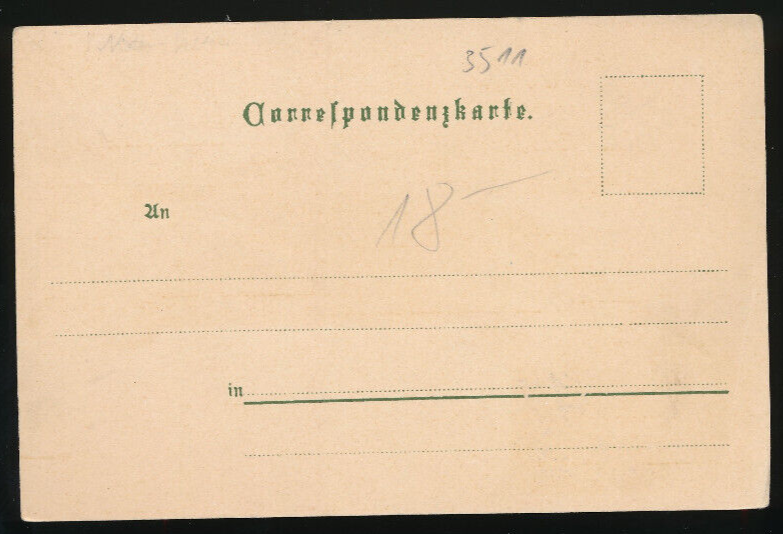 3511
Correspondenzkarte.
An
18-
in